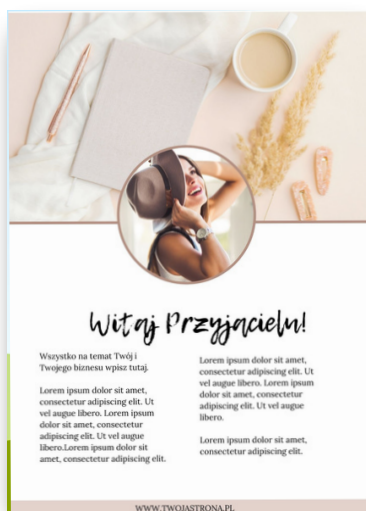 Witaj Przyjacielu!
Wszystko na temat Twój i
Twojego biznesu wpisz tutaj.
Lorem ipsum dolor sit amet,
consectetur adipiscing elit. Ut
vel augue libero. Lorem ipsum
dolor sit amet, consectetur
adipiscing elit. Ut vel augue
libero.Lorem ipsum dolor sit
amet, consectetur adipiscing elit.
Lorem ipsum dolor sit amet,
consectetur adipiscing elit. Ut
vel augue libero. Lorem ipsum
dolor sit amet, consectetur
adipiscing elit. Ut vel augue
libero.
Lorem ipsum dolor sit amet,
consectetur adipiscing elit.
WWW.TWOJASTRONA.PL